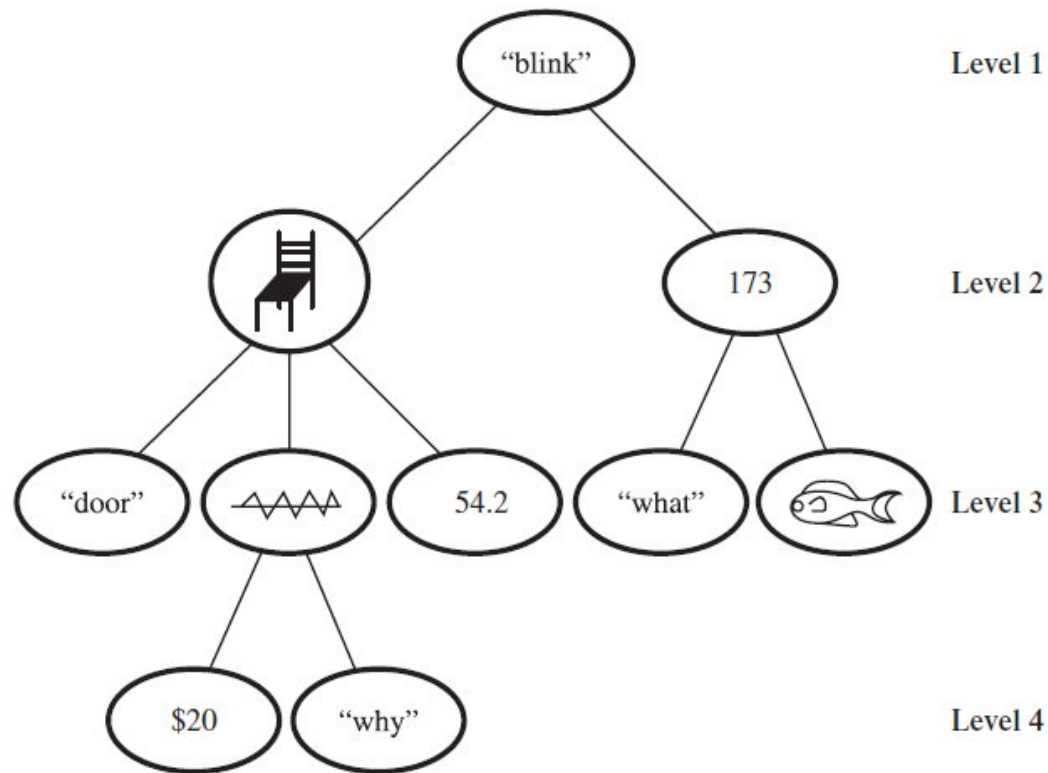 “blink” Level 1
173 Level 2
“door” 54.2 “what” Level 3
$20 “why” Level 4